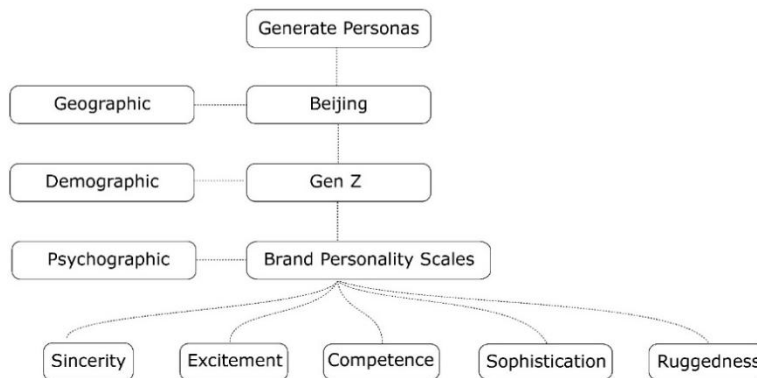 Generate Personas
Geographic
Beijing
Demographic
Gen Z
Psychographic
Brand Personality Scales
Sincerity
Excitement
Competence
Sophistication
Ruggedness